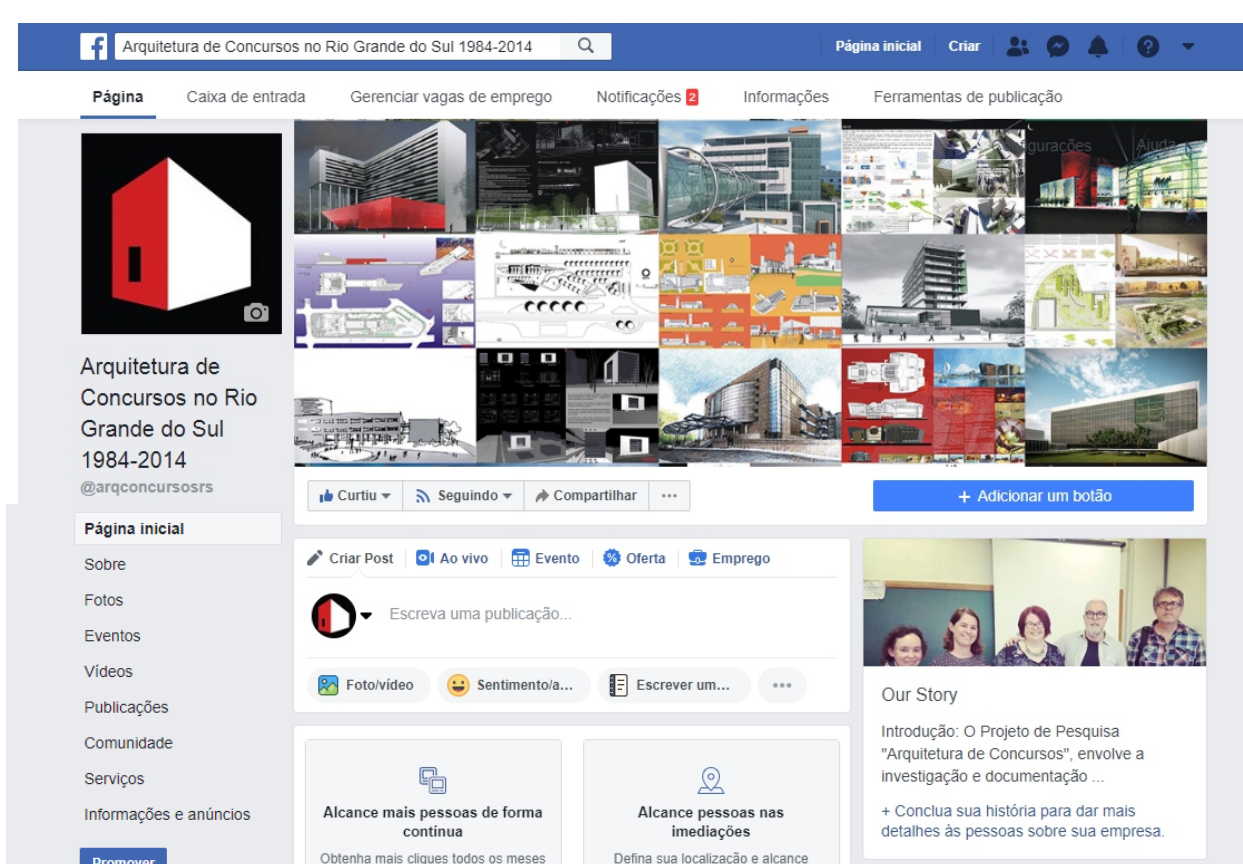 Arquitetura de Concursos no Rio Grande do Sul 1984-2014
Página inicial Criar
Página Caixa de entrada Gerenciar vagas de emprego Notificações 2 Informações Ferramentas de publicação
gurações Ajuda
Arquitetura de
Concursos no Rio
Grande do Sul
1984-2014
@arqconcursosrs
Curtiu Seguindo Compartilhar ...
+ Adicionar um botão
Página inicial
Sobre
Fotos
Eventos
Vídeos
Publicações
Comunidade
Serviços
Informações e anúncios
Promover
Criar Post Ao vivo Evento Oferta Emprego
Escreva uma publicação...
Foto/vídeo Sentimento/a... Escrever um... ...
Alcance mais pessoas de forma
contínua
Obtenha mais cliques todos os meses
Alcance pessoas nas
imediações
Defina sua localização e alcance
Our Story
Introdução: O Projeto de Pesquisa
"Arquitetura de Concursos", envolve a
investigação e documentação ...
+ Conclua sua história para dar mais
detalhes às pessoas sobre sua empresa.